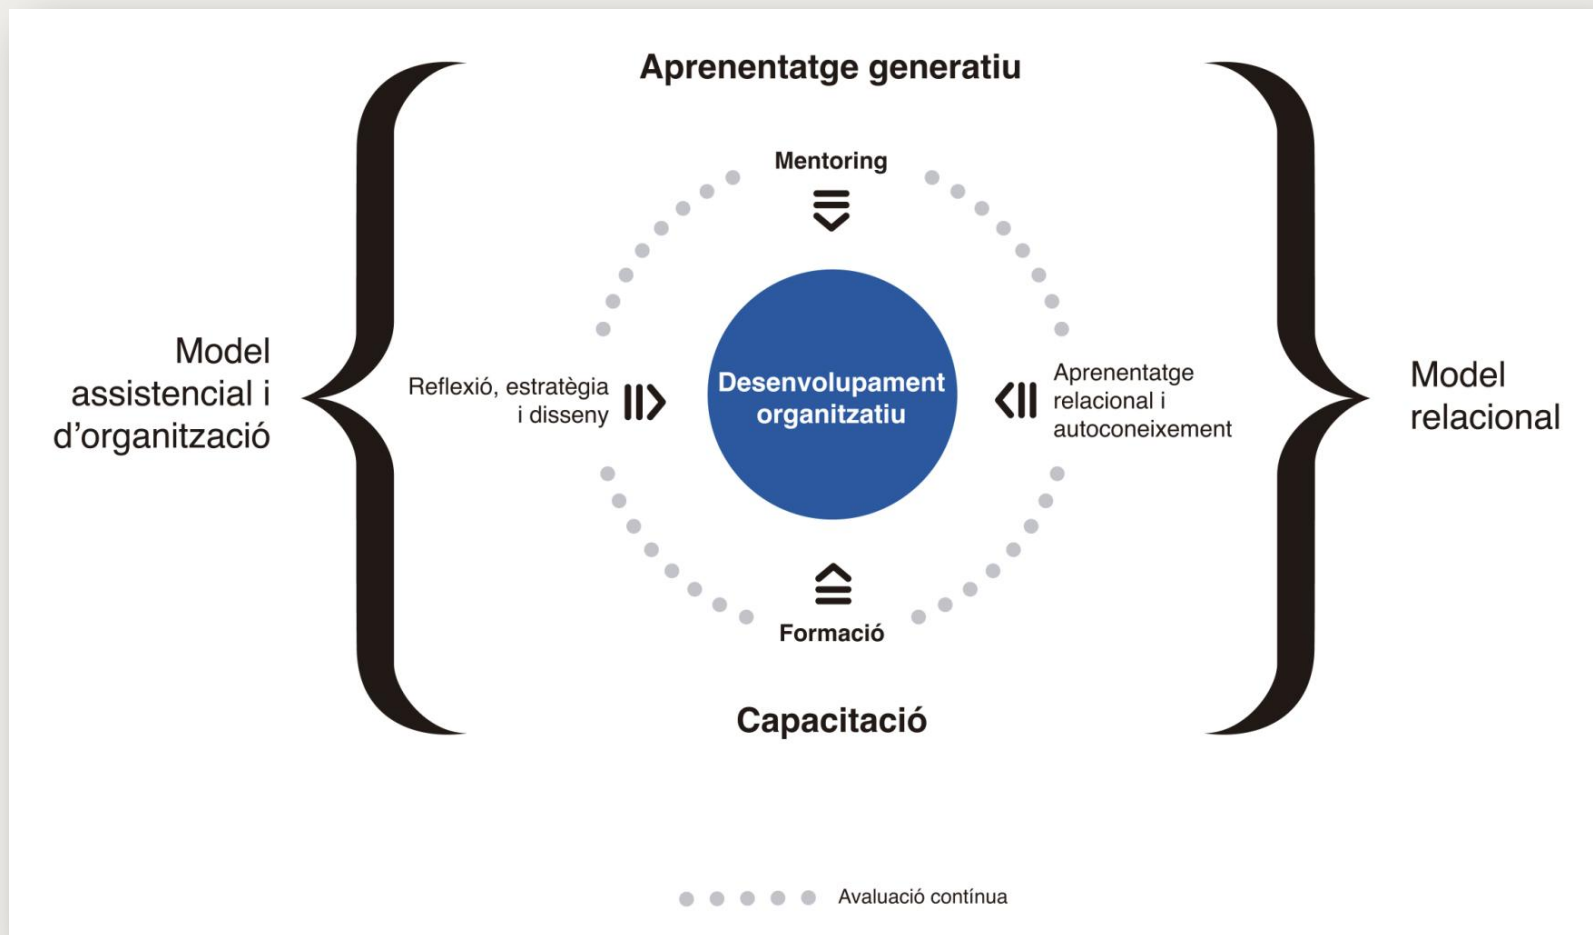 Aprenentatge generatiu
Mentoring
Model
assistencial i
d’organització
Reflexió, estratègia
i disseny
Desenvolupament
organitzatiu
Aprenentatge
relacional i
autoconeixement
Model
relacional
Formació
Capacitació
Avaluació contínua